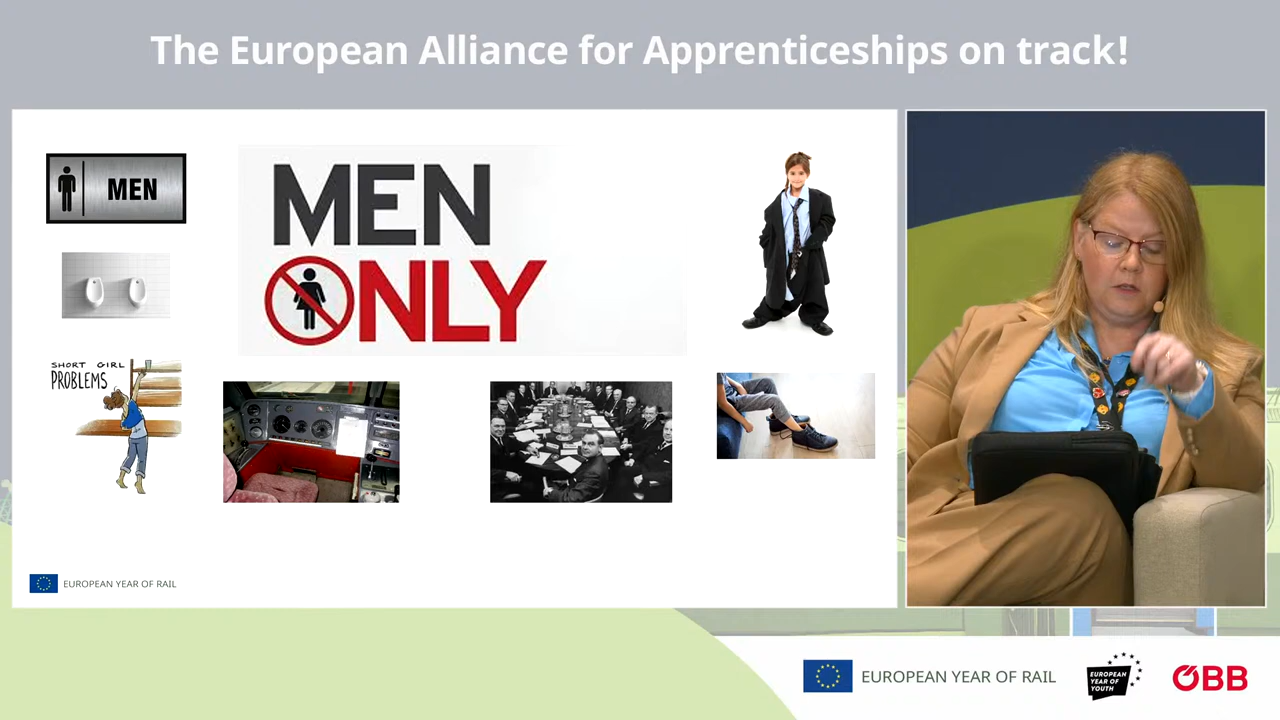 The European Alliance for Apprenticeships on track!
MEN
MEN
ONLY
SHORT GIRL
PROBLEMS
EUROPEAN YEAR OF RAIL
EUROPEAN YEAR OF RAIL
EUROPEAN
YEAR OF
YOUTH
ÖBB